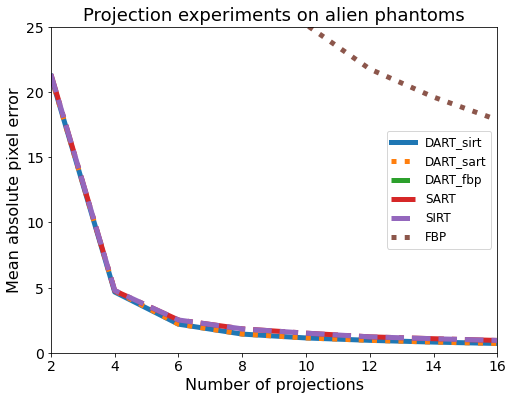 Projection experiments on alien phantoms
Mean absolute pixel error
25
20
15
10
5
0
2
4
6
8
10
12
14
16
Number of projections
DART_sirt
DART_sart
DART_fbp
SART
SIRT
FBP